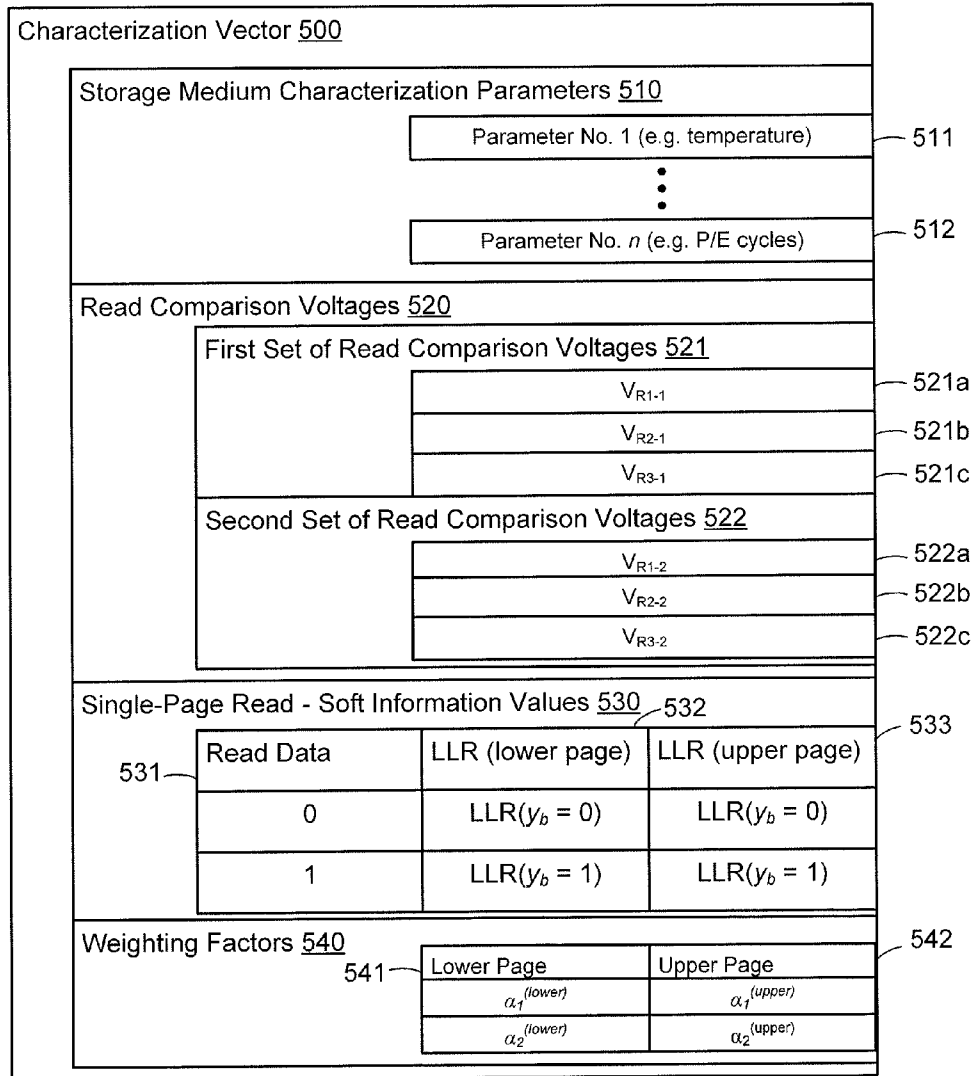 Characterization Vector 500
Storage Medium Characterization Parameters 510
Parameter No. 1 (e.g. temperature) 511
Parameter No. n (e.g. P/E cycles) 512
Read Comparison Voltages 520
First Set of Read Comparison Voltages 521
VR1-1 521a
VR2-1 521b
VR3-1 521c
Second Set of Read Comparison Voltages 522
VR1-2 522a
VR2-2 522b
VR3-2 522c
Single-Page Read - Soft Information Values 530
532
531 Read Data LLR (lower page) LLR (upper page) 533
0 LLR(yb = 0) LLR(yb = 0)
1 LLR(yb = 1) LLR(yb = 1)
Weighting Factors 540
541 Lower Page Upper Page 542
α1(lower) α1(upper)
α2(lower) α2(upper)